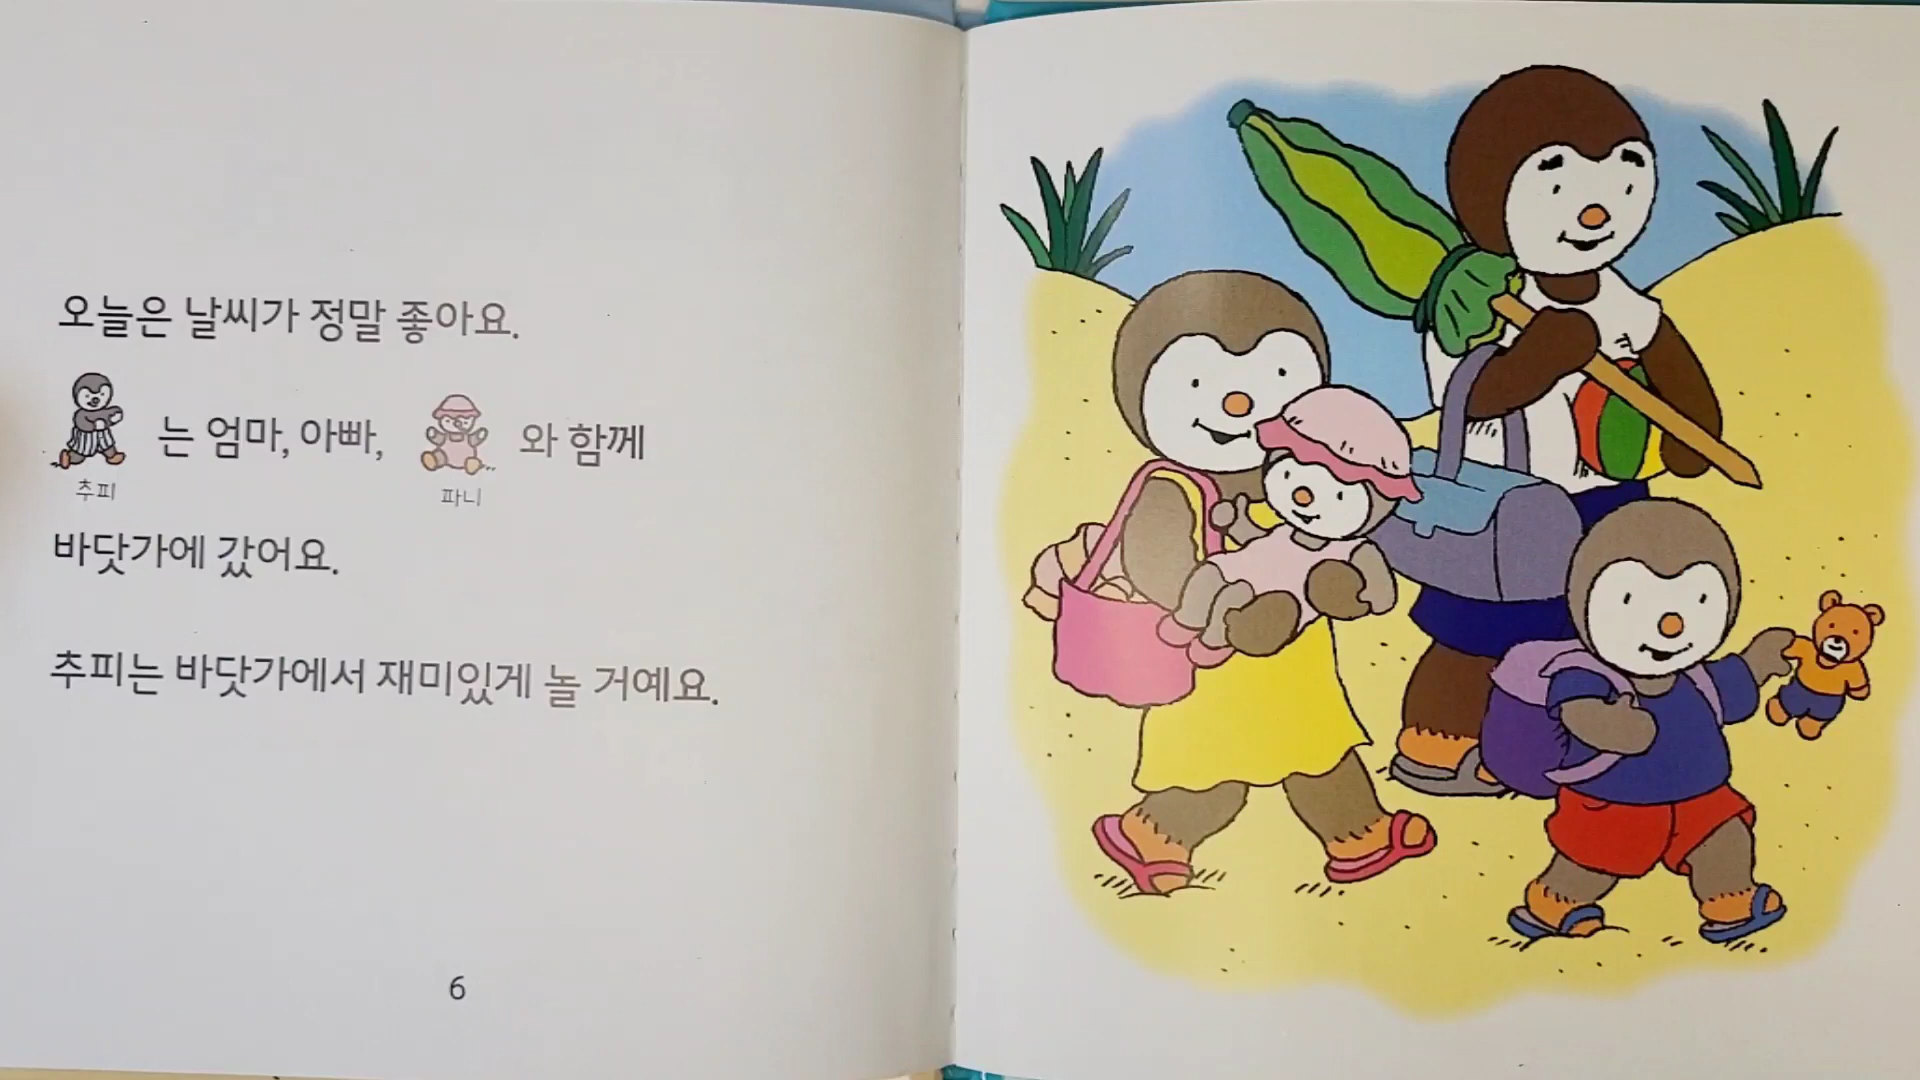 오늘은 날씨가 정말 좋아요.
는 엄마, 아빠, 와 함께
추피 파니
바닷가에 갔어요.
추피는 바닷가에서 재미있게 놀 거예요.
6